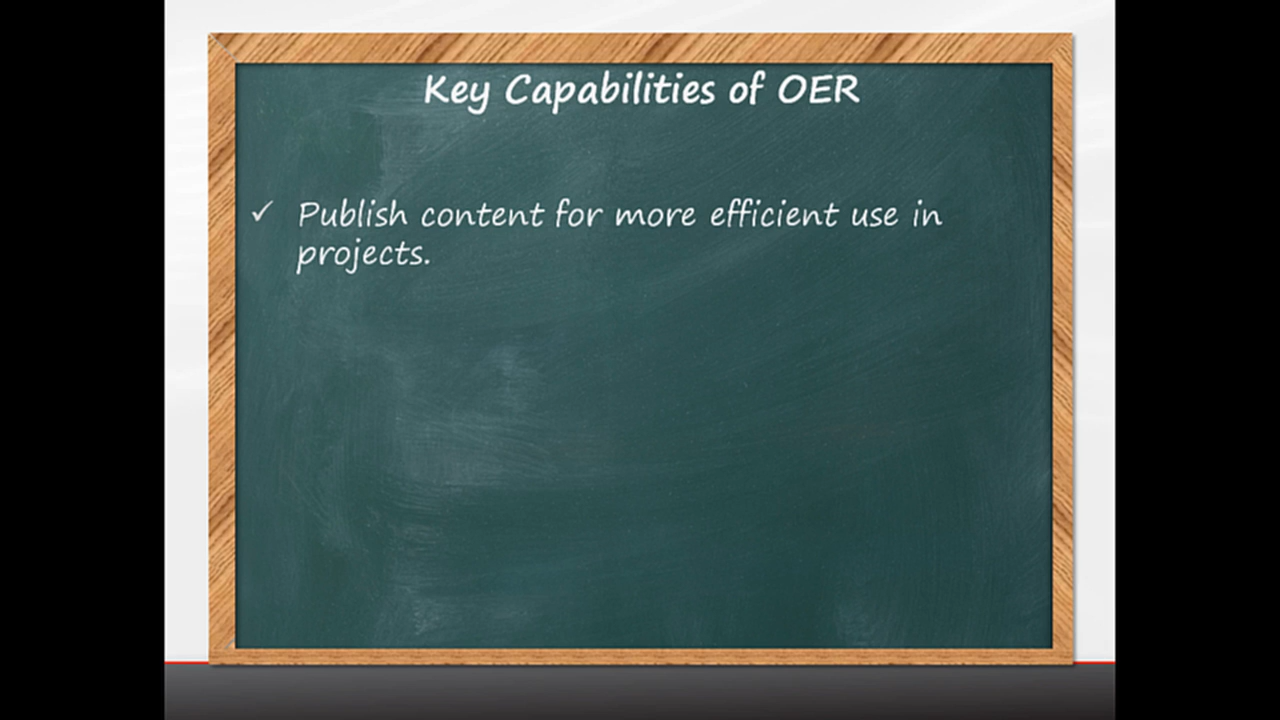 Key Capabilities of OER
✓ Publish content for more efficient use in
projects.